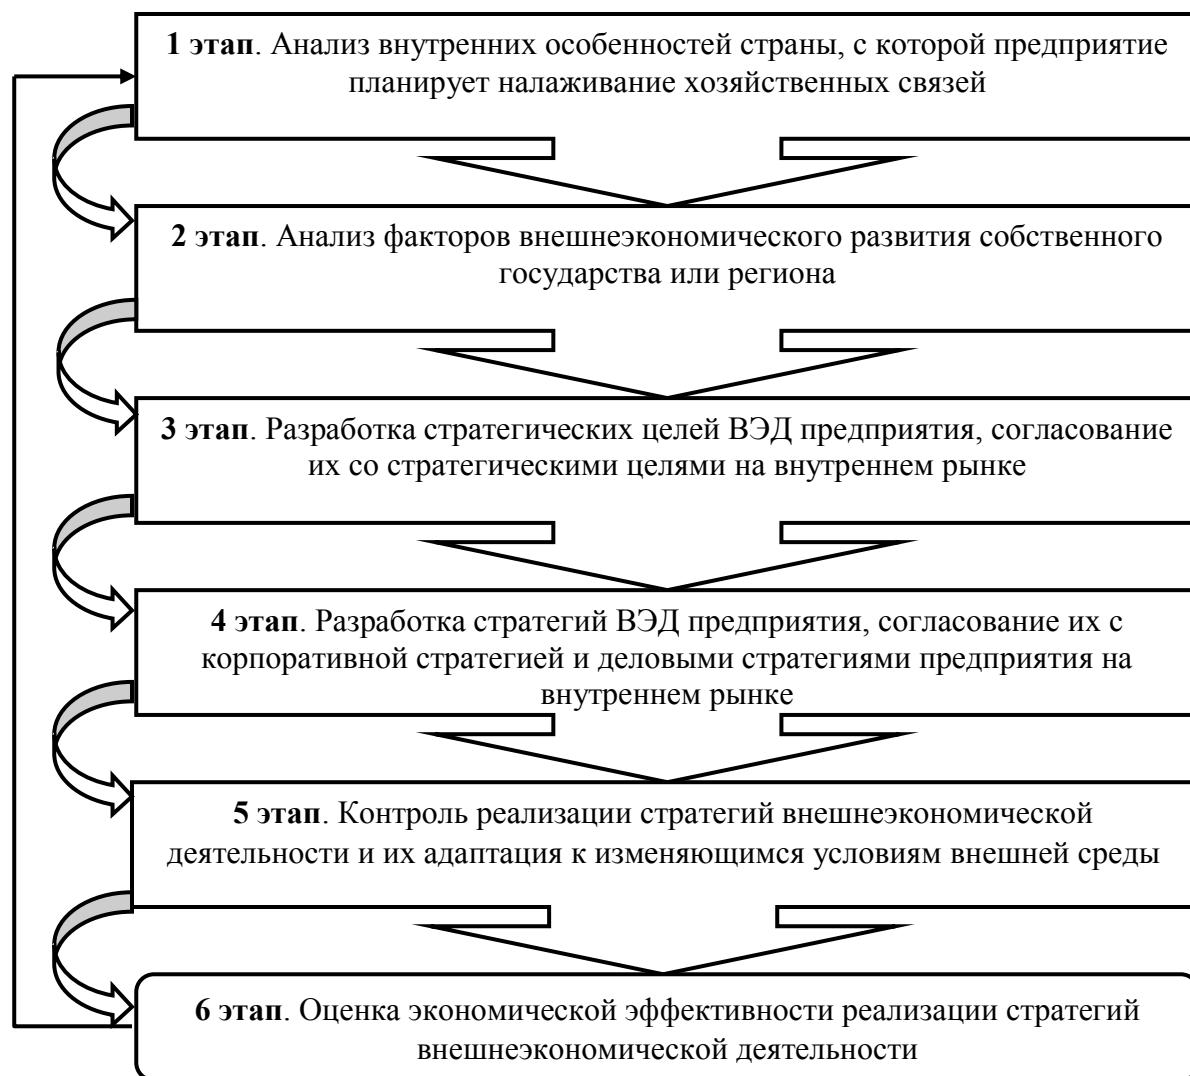 1 этап. Анализ внутренних особенностей страны, с которой предприятие
планирует налаживание хозяйственных связей
2 этап. Анализ факторов внешнеэкономического развития собственного
государства или региона
3 этап. Разработка стратегических целей ВЭД предприятия, согласование
их со стратегическими целями на внутреннем рынке
4 этап. Разработка стратегий ВЭД предприятия, согласование их с
корпоративной стратегией и деловыми стратегиями предприятия на
внутреннем рынке
5 этап. Контроль реализации стратегий внешнеэкономической
деятельности и их адаптация к изменяющимся условиям внешней среды
6 этап. Оценка экономической эффективности реализации стратегий
внешнеэкономической деятельности